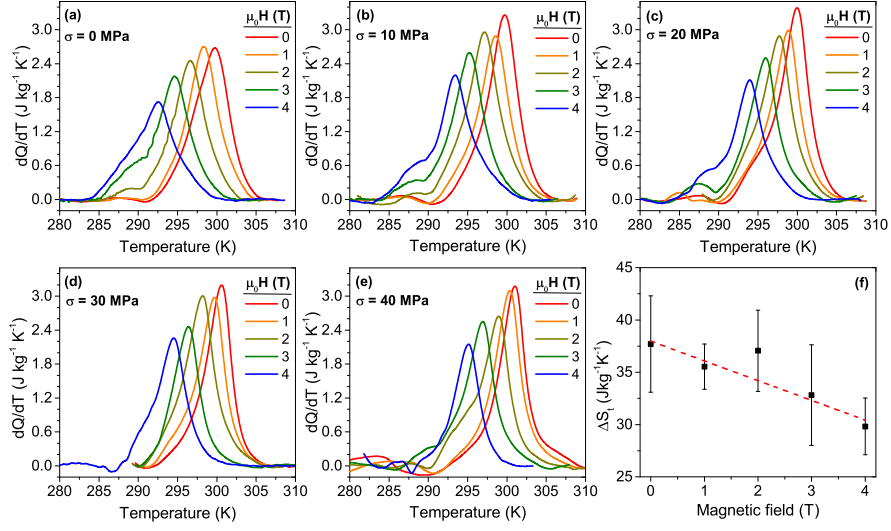 (a)
σ = 0 MPa
μ₀H (T)
0
1
2
3
4
3.0
2.4
1.8
1.2
0.6
0.0
dQ/dT (J kg⁻¹ K⁻¹)
280 285 290 295 300 305 310
Temperature (K)
(b)
σ = 10 MPa
μ₀H (T)
0
1
2
3
4
3.0
2.4
1.8
1.2
0.6
0.0
dQ/dT (J kg⁻¹ K⁻¹)
280 285 290 295 300 305 310
Temperature (K)
(c)
σ = 20 MPa
μ₀H (T)
0
1
2
3
4
3.0
2.4
1.8
1.2
0.6
0.0
dQ/dT (J kg⁻¹ K⁻¹)
280 285 290 295 300 305 310
Temperature (K)
(d)
σ = 30 MPa
μ₀H (T)
0
1
2
3
4
3.0
2.4
1.8
1.2
0.6
0.0
dQ/dT (J kg⁻¹ K⁻¹)
280 285 290 295 300 305 310
Temperature (K)
(e)
σ = 40 MPa
μ₀H (T)
0
1
2
3
4
3.0
2.4
1.8
1.2
0.6
0.0
dQ/dT (J kg⁻¹ K⁻¹)
280 285 290 295 300 305 310
Temperature (K)
(f)
45
40
35
30
25
ΔSₜ (Jkg⁻¹K⁻¹)
0 1 2 3 4
Magnetic field (T)